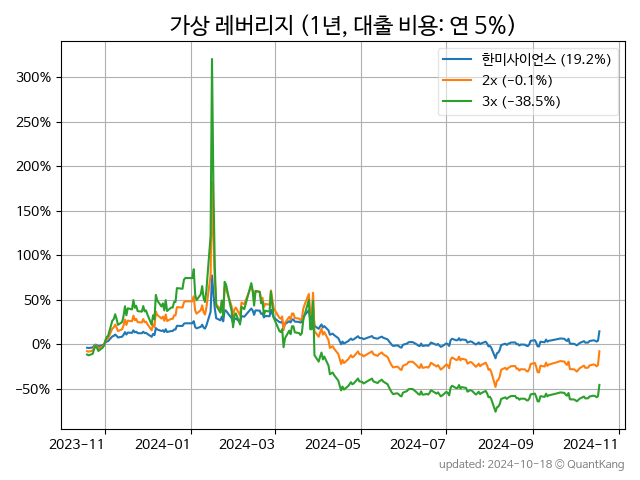 가상 레버리지 (1년, 대출 비용: 연 5%)
한미사이언스 (19.2%)
2x (−0.1%)
3x (−38.5%)
300%
250%
200%
150%
100%
50%
0%
−50%
2023-11 2024-01 2024-03 2024-05 2024-07 2024-09 2024-11
updated: 2024-10-18 © QuantKang